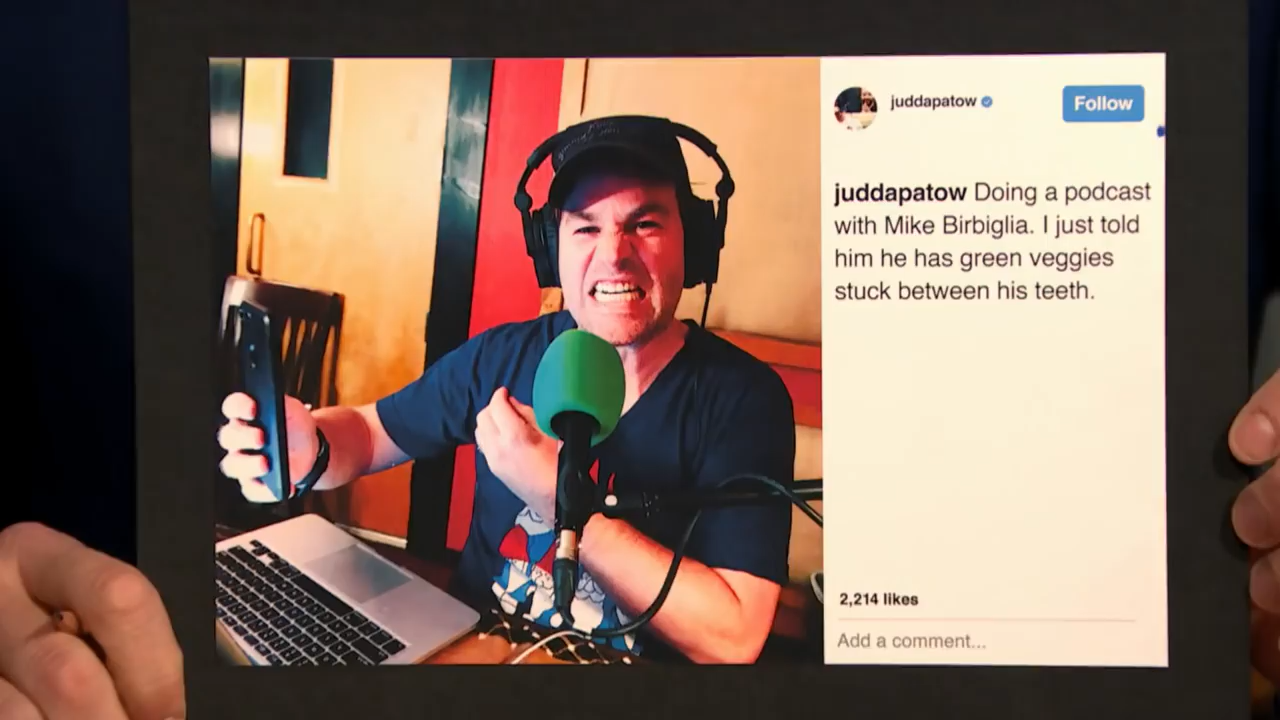 juddapatow
Follow
juddapatow Doing a podcast
with Mike Birbiglia. I just told
him he has green veggies
stuck between his teeth.
2,214 likes
Add a comment...